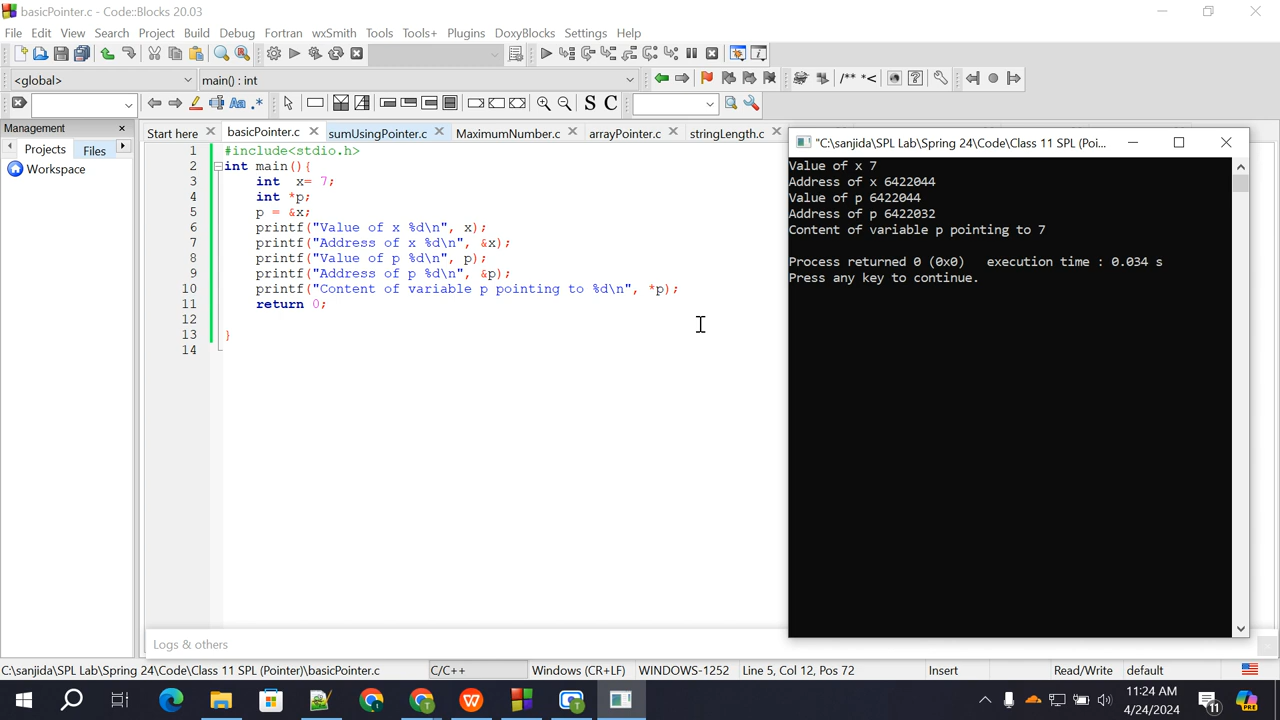 basicPointer.c - Code::Blocks 20.03
File Edit View Search Project Build Debug Fortran wxSmith Tools Tools+ Plugins DoxyBlocks Settings Help
<global> main() : int
/** *<
Aa .*
S C
Management
Projects Files
Workspace
Start here basicPointer.c sumUsingPointer.c MaximumNumber.c arrayPointer.c stringLength.c
1 #include<stdio.h>
2 int main(){
3 int x= 7;
4 int *p;
5 p = &x;
6 printf("Value of x %d\n", x);
7 printf("Address of x %d\n", &x);
8 printf("Value of p %d\n", p);
9 printf("Address of p %d\n", &p);
10 printf("Content of variable p pointing to %d\n", *p);
11 return 0;
12
13 }
14
"C:\sanjida\SPL Lab\Spring 24\Code\Class 11 SPL (Poi...
Value of x 7
Address of x 6422044
Value of p 6422044
Address of p 6422032
Content of variable p pointing to 7
Process returned 0 (0x0) execution time : 0.034 s
Press any key to continue.
Logs & others
C:\sanjida\SPL Lab\Spring 24\Code\Class 11 SPL (Pointer)\basicPointer.c C/C++ Windows (CR+LF) WINDOWS-1252 Line 5, Col 12, Pos 72 Insert Read/Write default
11:24 AM
4/24/2024
11
PRE